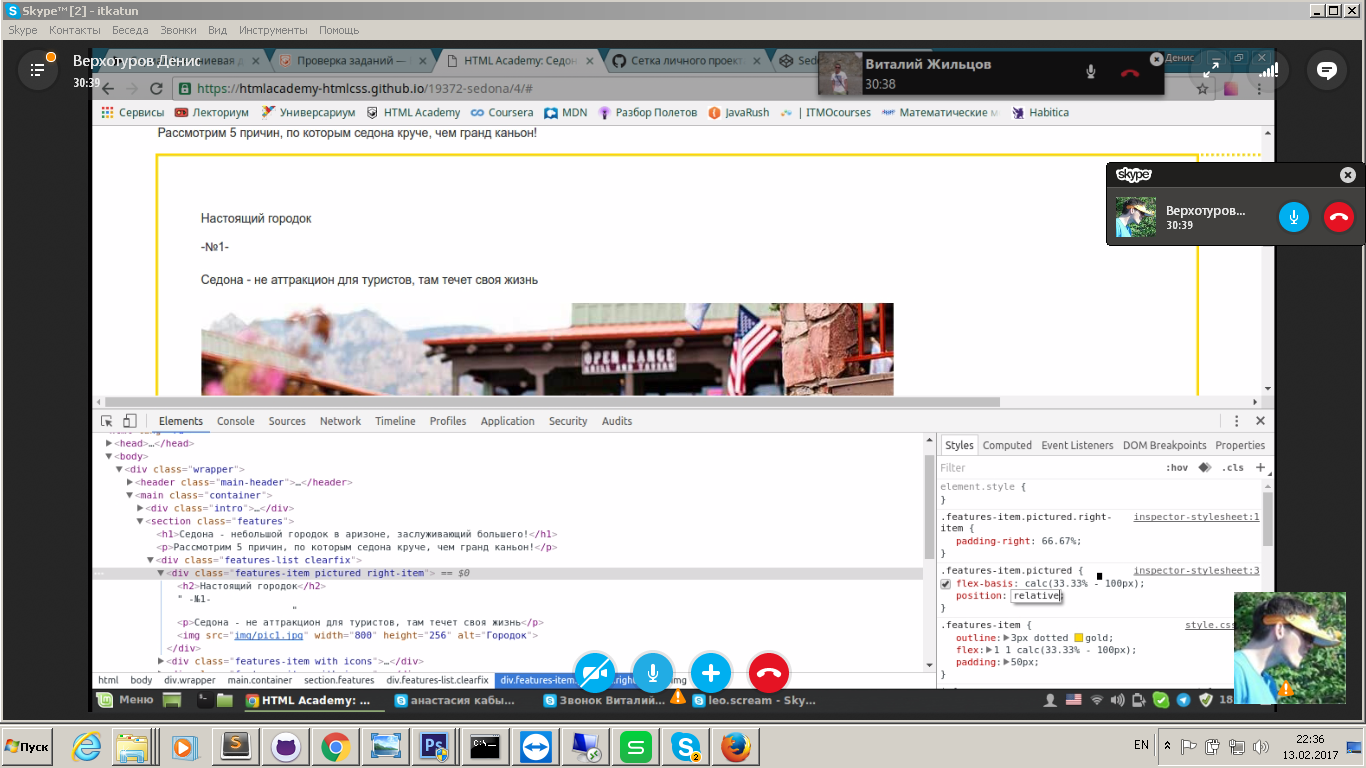 Skype™ [2] - itkatun
Skype Контакты Беседа Звонки Вид Инструменты Помощь
Верхотуров Денис
30:39
Проверка заданий —
HTML Academy: Седон
Сетка личного проект
Виталий Жильцов
30:38
Денис
https://htmlacademy-htmlcss.github.io/19372-sedona/4/#
Сервисы Лекториум Универсариум HTML Academy Coursera MDN Разбор Полетов JavaRush | ITMOcourses Математические м Habitica
Рассмотрим 5 причин, по которым седона круче, чем гранд каньон!
skype
Верхотуров...
30:39
Настоящий городок
-№1-
Седона - не аттракцион для туристов, там течет своя жизнь
OPEN RANGE
GRILL AND TAVERN
Elements Console Sources Network Timeline Profiles Application Security Audits
<head>…</head>
<body>
<div class="wrapper">
<header class="main-header">…</header>
<main class="container">
<div class="intro">…</div>
<section class="features">
<h1>Седона - небольшой городок в аризоне, заслуживающий большего!</h1>
<p>Рассмотрим 5 причин, по которым седона круче, чем гранд каньон!</p>
<div class="features-list clearfix">
<div class="features-item pictured right-item"> == $0
<h2>Настоящий городок</h2>
" -№1-
"
<p>Седона - не аттракцион для туристов, там течет своя жизнь</p>
<img src="img/pic1.jpg" width="800" height="256" alt="Городок">
</div>
<div class="features-item with icons">…</div>
html body div.wrapper main.container section.features div.features-list.clearfix div.features-item img
Styles Computed Event Listeners DOM Breakpoints Properties
Filter :hov .cls +
element.style {
}
.features-item.pictured.right-item { inspector-stylesheet:1
padding-right: 66.67%;
}
.features-item.pictured { inspector-stylesheet:3
flex-basis: calc(33.33% - 100px);
position: relative
}
.features-item { style.css
outline: 3px dotted gold;
flex: 1 1 calc(33.33% - 100px);
padding: 50px;
}
Меню HTML Academy: ... анастасия кабы... Звонок Виталий... leo.scream - Sky... 18
Пуск
EN
22:36
13.02.2017